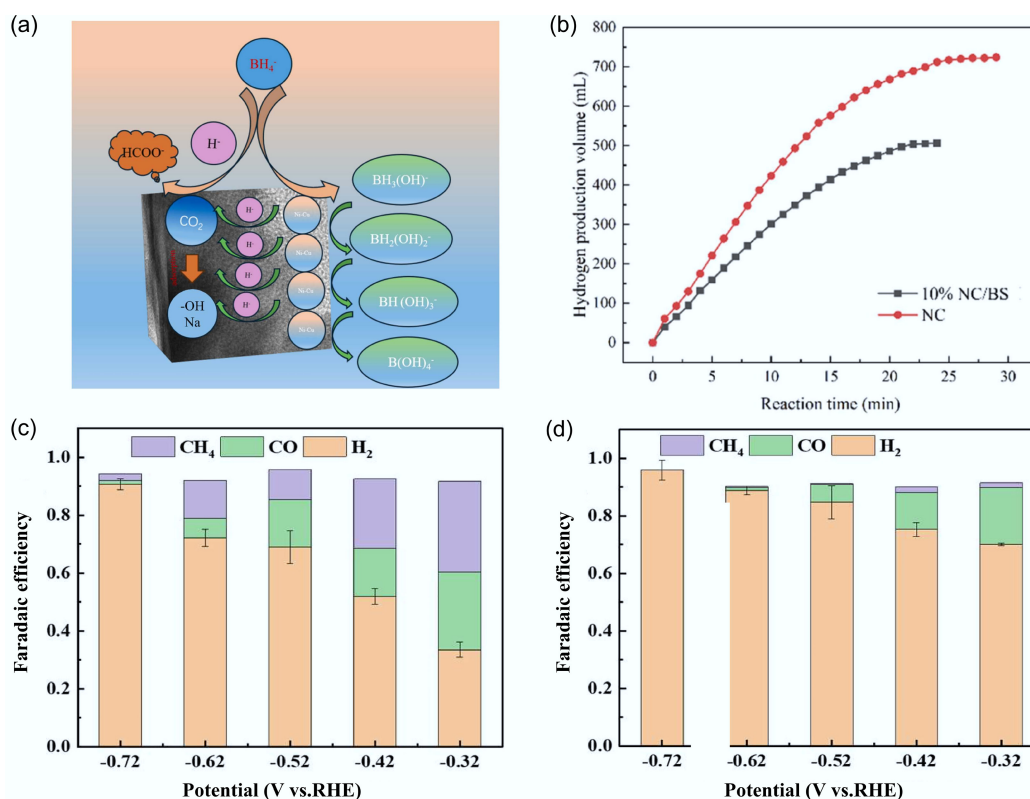 (a)
BH₄⁻
H⁻
HCOO⁻
CO₂
H⁻
H⁻
H⁻
H⁻
Ni-Cu
Ni-Cu
Ni-Cu
Ni-Cu
-OH
Na
BH₃(OH)⁻
BH₂(OH)₂⁻
BH(OH)₃⁻
B(OH)₄⁻
(b)
Hydrogen production volume (mL)
800
700
600
500
400
300
200
100
0
10% NC/BS
NC
0 5 10 15 20 25 30
Reaction time (min)
(c)
CH₄ CO H₂
Faradaic efficiency
1.0
0.8
0.6
0.4
0.2
0.0
-0.72 -0.62 -0.52 -0.42 -0.32
Potential (V vs.RHE)
(d)
CH₄ CO H₂
Faradaic efficiency
1.0
0.8
0.6
0.4
0.2
0.0
-0.72 -0.62 -0.52 -0.42 -0.32
Potential (V vs.RHE)